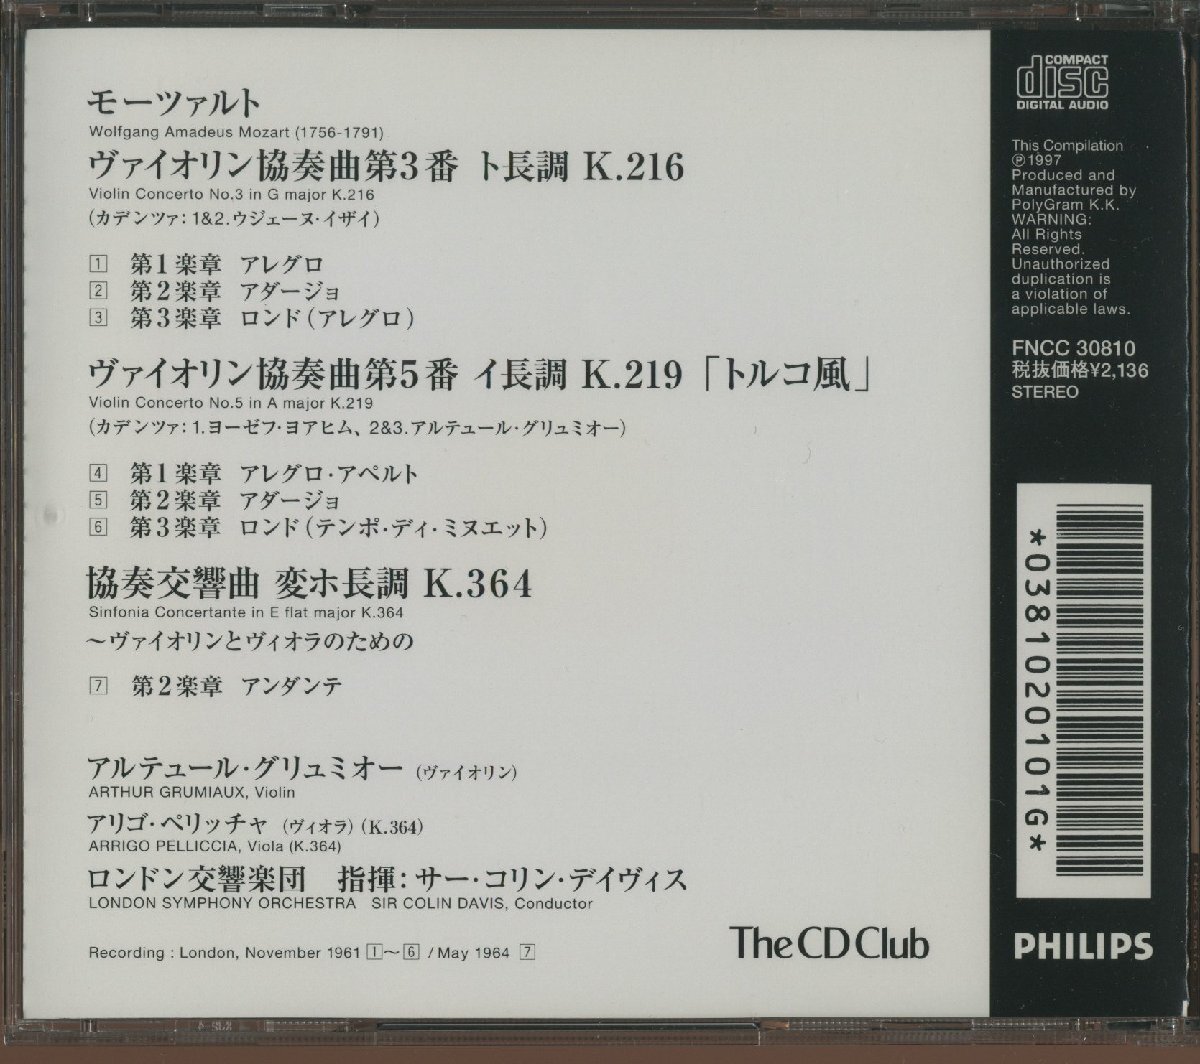 モーツァルト
Wolfgang Amadeus Mozart (1756-1791)
ヴァイオリン協奏曲第3番 ト長調 K.216
Violin Concerto No.3 in G major K.216
(カデンツァ: 1&2.ウジェーヌ・イザイ)
1 第1楽章 アレグロ
2 第2楽章 アダージョ
3 第3楽章 ロンド(アレグロ)
ヴァイオリン協奏曲第5番 イ長調 K.219「トルコ風」
Violin Concerto No.5 in A major K.219
(カデンツァ: 1.ヨーゼフ・ヨアヒム、2&3.アルテュール・グリュミオー)
4 第1楽章 アレグロ・アペルト
5 第2楽章 アダージョ
6 第3楽章 ロンド(テンポ・ディ・ミヌエット)
協奏交響曲 変ホ長調 K.364
Sinfonia Concertante in E flat major K.364
〜ヴァイオリンとヴィオラのための
7 第2楽章 アンダンテ
アルテュール・グリュミオー (ヴァイオリン)
ARTHUR GRUMIAUX, Violin
アリゴ・ペリッチャ (ヴィオラ) (K.364)
ARRIGO PELLICCIA, Viola (K.364)
ロンドン交響楽団 指揮: サー・コリン・デイヴィス
LONDON SYMPHONY ORCHESTRA SIR COLIN DAVIS, Conductor
Recording : London, November 1961 1〜6 / May 1964 7
The CD Club
COMPACT
disc
DIGITAL AUDIO
This Compilation
℗1997
Produced and
Manufactured by
PolyGram K.K.
WARNING:
All Rights
Reserved.
Unauthorized
duplication is
a violation of
applicable laws.
FNCC 30810
税抜価格¥2,136
STEREO
*0381020101G*
PHILIPS